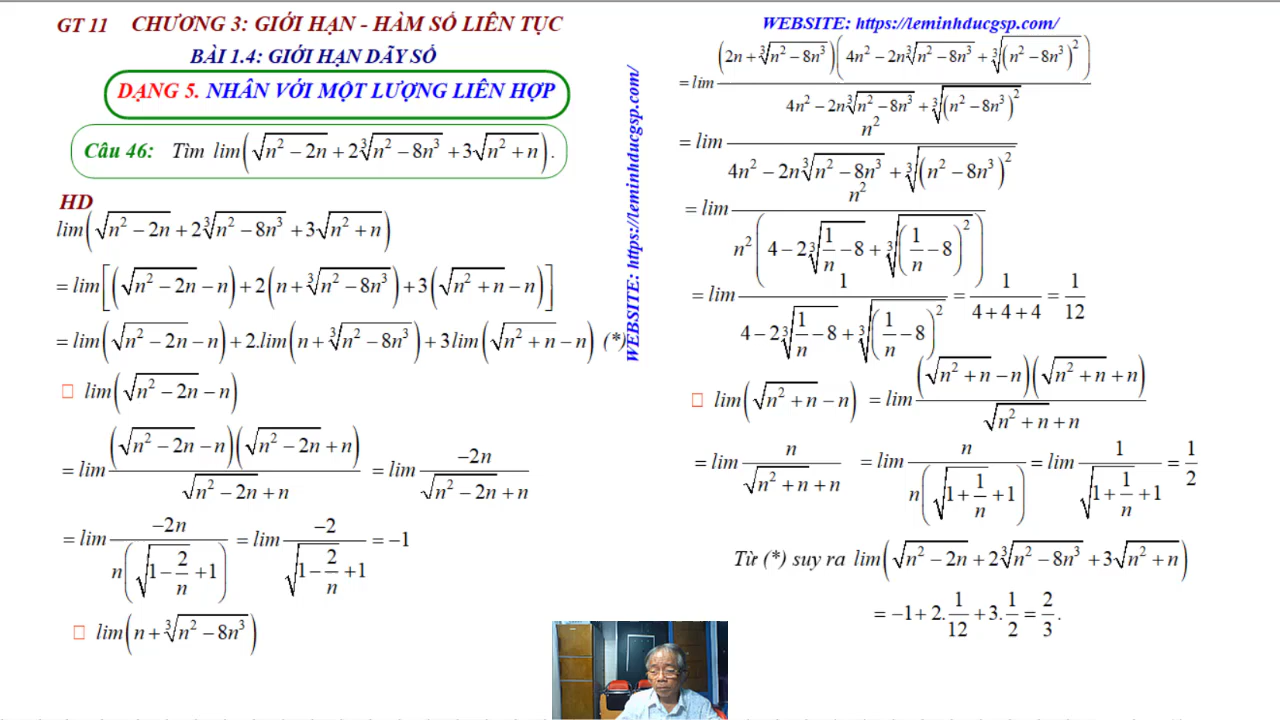 GT 11 CHƯƠNG 3: GIỚI HẠN - HÀM SỐ LIÊN TỤC
BÀI 1.4: GIỚI HẠN DÃY SỐ
DẠNG 5. NHÂN VỚI MỘT LƯỢNG LIÊN HỢP
Câu 46: Tìm lim(√(n² − 2n) + 2∛(n² − 8n³) + 3√(n² + n)).
HD
lim(√(n² − 2n) + 2∛(n² − 8n³) + 3√(n² + n))
= lim[(√(n² − 2n) − n) + 2(n + ∛(n² − 8n³)) + 3(√(n² + n) − n)]
= lim(√(n² − 2n) − n) + 2.lim(n + ∛(n² − 8n³)) + 3lim(√(n² + n) − n) (*)
lim(√(n² − 2n) − n)
= lim (√(n² − 2n) − n)(√(n² − 2n) + n) / (√(n² − 2n) + n) = lim −2n / (√(n² − 2n) + n)
= lim −2n / n(√(1 − 2/n) + 1) = lim −2 / (√(1 − 2/n) + 1) = −1
lim(n + ∛(n² − 8n³))
WEBSITE: https://leminhducgsp.com/ https://leminhducgsp.com/
WEBSITE: https://leminhducgsp.com/
= lim (2n + ∛(n² − 8n³))(4n² − 2n∛(n² − 8n³) + ∛((n² − 8n³)²)) / (4n² − 2n∛(n² − 8n³) + ∛((n² − 8n³)²))
= lim n² / (4n² − 2n∛(n² − 8n³) + ∛((n² − 8n³)²))
= lim n² / n²(4 − 2∛(1/n − 8) + ∛((1/n − 8)²))
= lim 1 / (4 − 2∛(1/n − 8) + ∛((1/n − 8)²)) = 1/(4 + 4 + 4) = 1/12
lim(√(n² + n) − n) = lim (√(n² + n) − n)(√(n² + n) + n) / (√(n² + n) + n)
= lim n / (√(n² + n) + n) = lim n / n(√(1 + 1/n) + 1) = lim 1 / (√(1 + 1/n) + 1) = 1/2
Từ (*) suy ra lim(√(n² − 2n) + 2∛(n² − 8n³) + 3√(n² + n))
= −1 + 2.1/12 + 3.1/2 = 2/3.